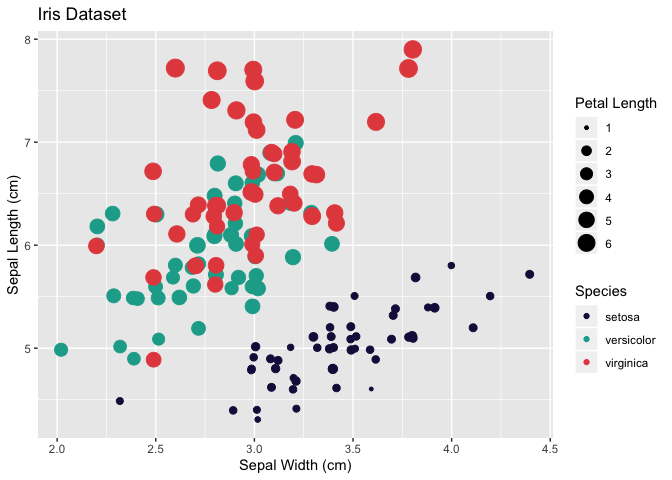 Iris Dataset
8
7
6
5
Sepal Length (cm)
2.0 2.5 3.0 3.5 4.0 4.5
Sepal Width (cm)
Petal Length
1
2
3
4
5
6
Species
setosa
versicolor
virginica